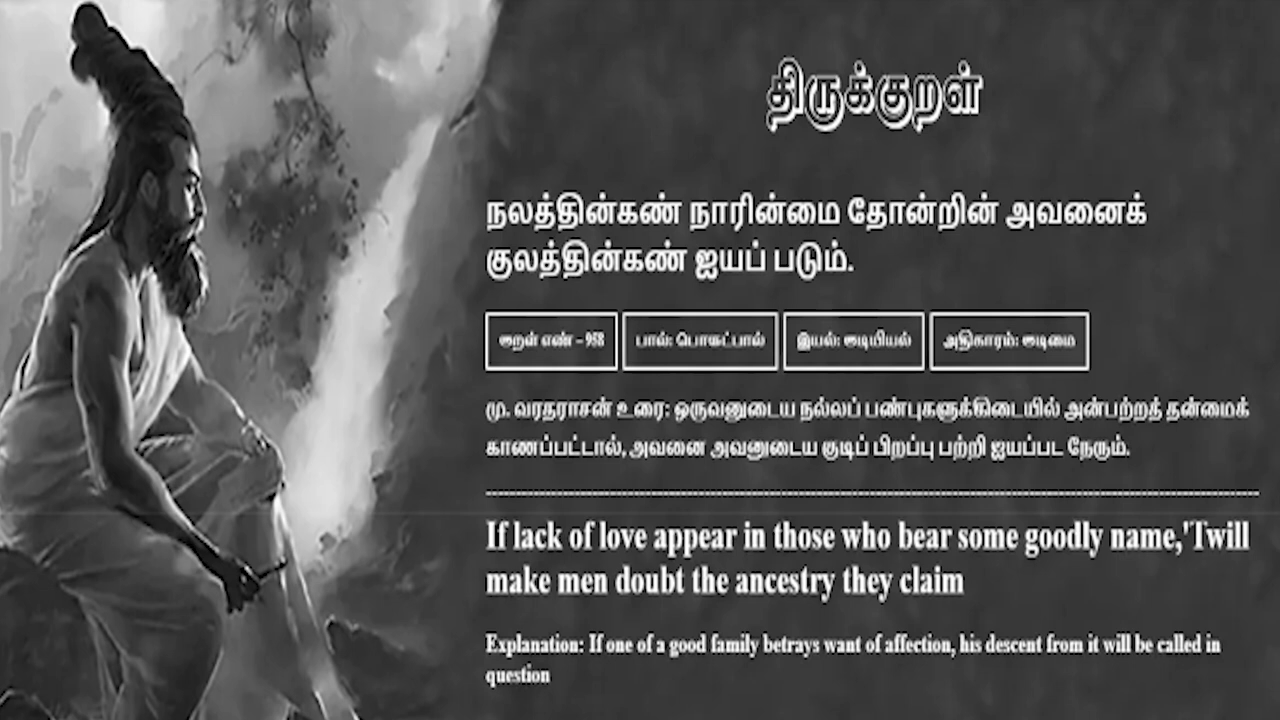 திருக்குறள்
நலத்தின்கண் நாரின்மை தோன்றின் அவனைக்
குலத்தின்கண் ஐயப் படும்.
குறள் எண் – 958
பால்: பொருட்பால்
இயல்: குடியியல்
அதிகாரம்: குடிமை
மு. வரதராசன் உரை: ஒருவனுடைய நல்லப் பண்புகளுக்கிடையில் அன்பற்றத் தன்மைக்
காணப்பட்டால், அவனை அவனுடைய குடிப் பிறப்பு பற்றி ஐயப்பட நேரும்.
If lack of love appear in those who bear some goodly name,'Twill
make men doubt the ancestry they claim
Explanation: If one of a good family betrays want of affection, his descent from it will be called in
question